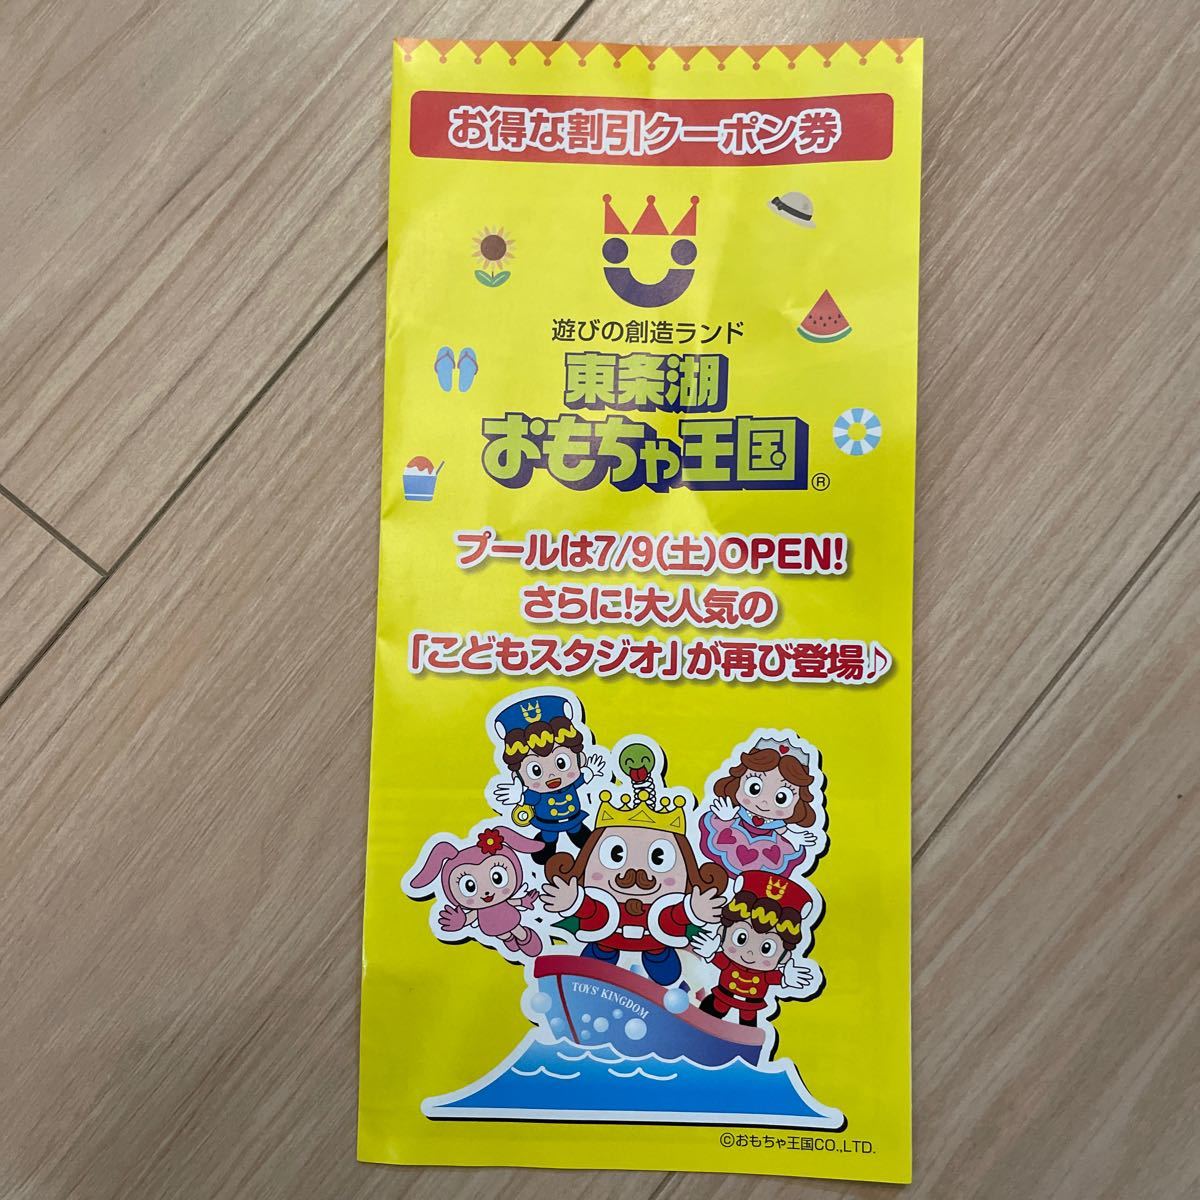 お得な割引クーポン券
遊びの創造ランド
東条湖
おもちゃ王国®
プールは7/9(土)OPEN!
さらに!大人気の
「こどもスタジオ」が再び登場♪
TOYS' KINGDOM
©おもちゃ王国CO.,LTD.